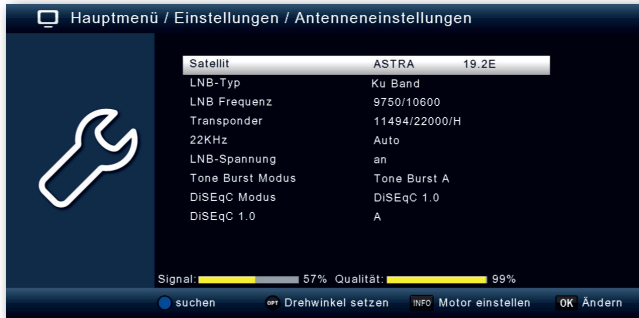 Hauptmenü / Einstellungen / Antenneneinstellungen
Satellit ASTRA 19.2E
LNB-Typ Ku Band
LNB Frequenz 9750/10600
Transponder 11494/22000/H
22KHz Auto
LNB-Spannung an
Tone Burst Modus Tone Burst A
DiSEqC Modus DiSEqC 1.0
DiSEqC 1.0 A
Signal: 57% Qualität: 99%
suchen OPT Drehwinkel setzen INFO Motor einstellen OK Ändern